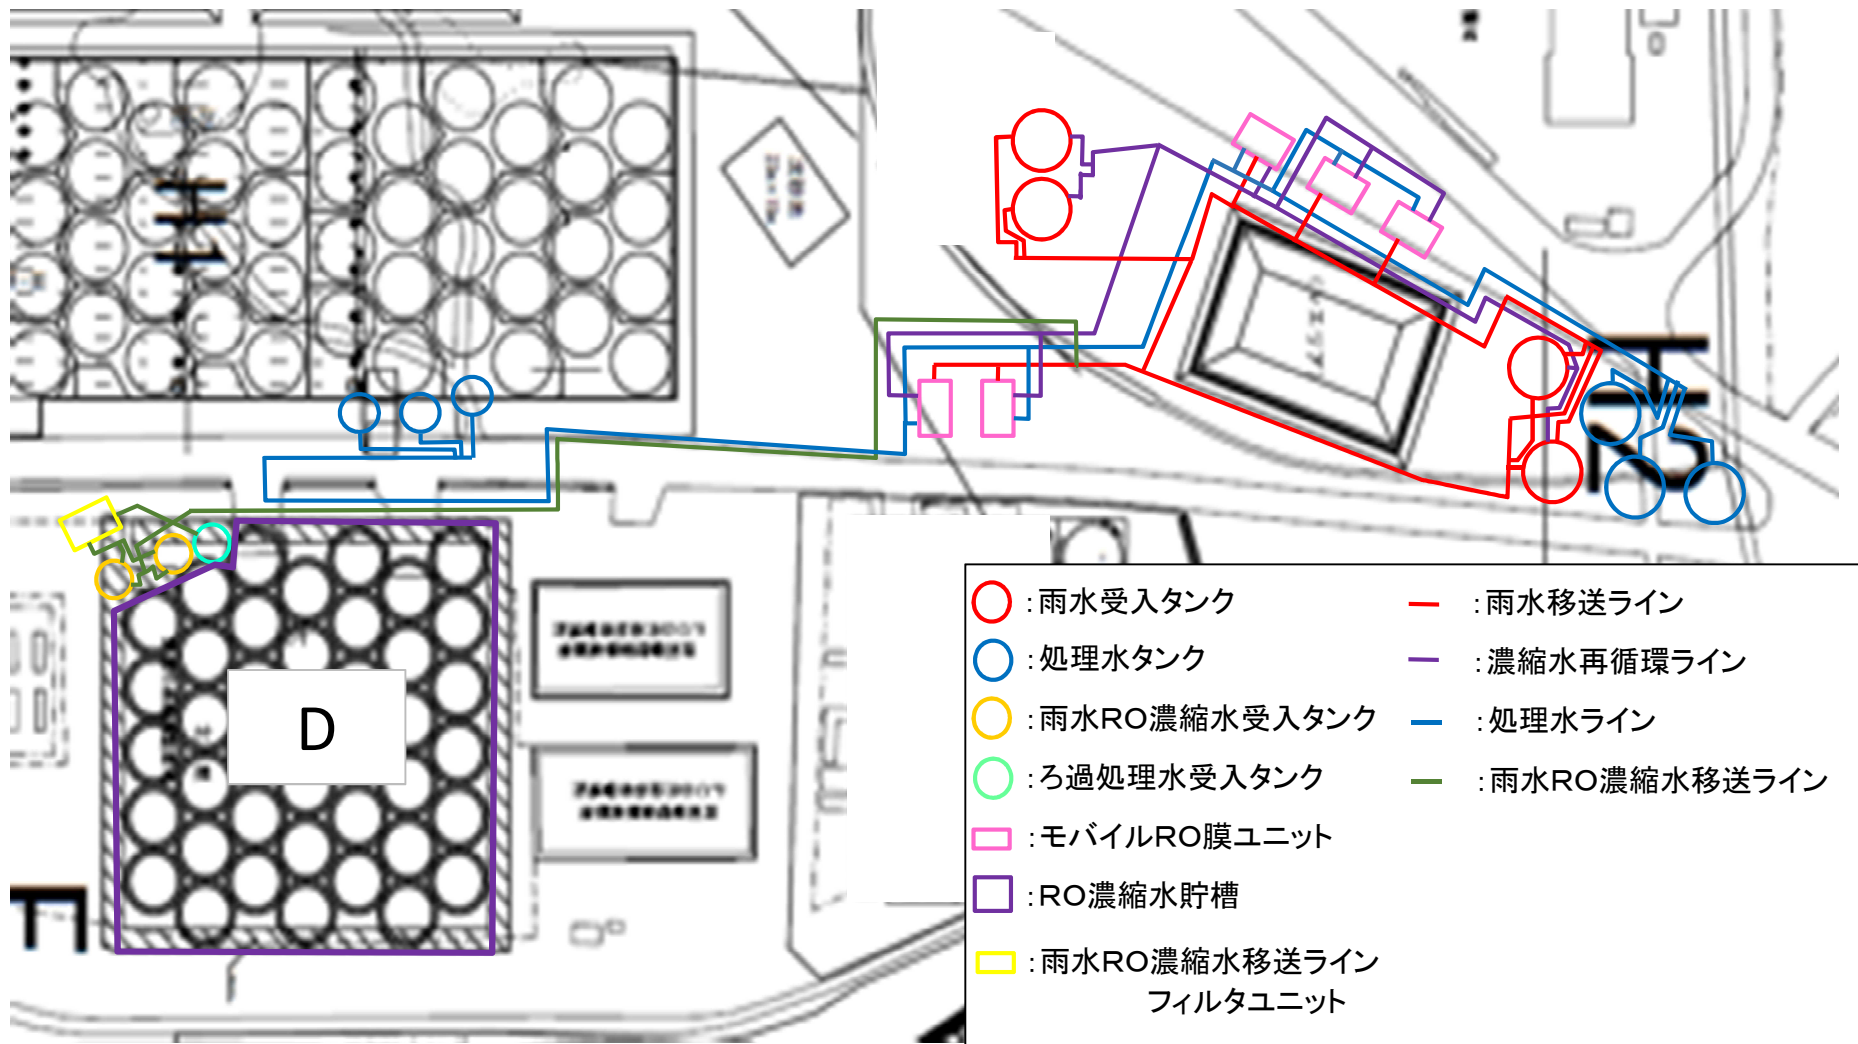 D
:雨水受入タンク
:処理水タンク
:雨水RO濃縮水受入タンク
:ろ過処理水受入タンク
:モバイルRO膜ユニット
:RO濃縮水貯槽
:雨水RO濃縮水移送ライン
フィルタユニット
:雨水移送ライン
:濃縮水再循環ライン
:処理水ライン
:雨水RO濃縮水移送ライン